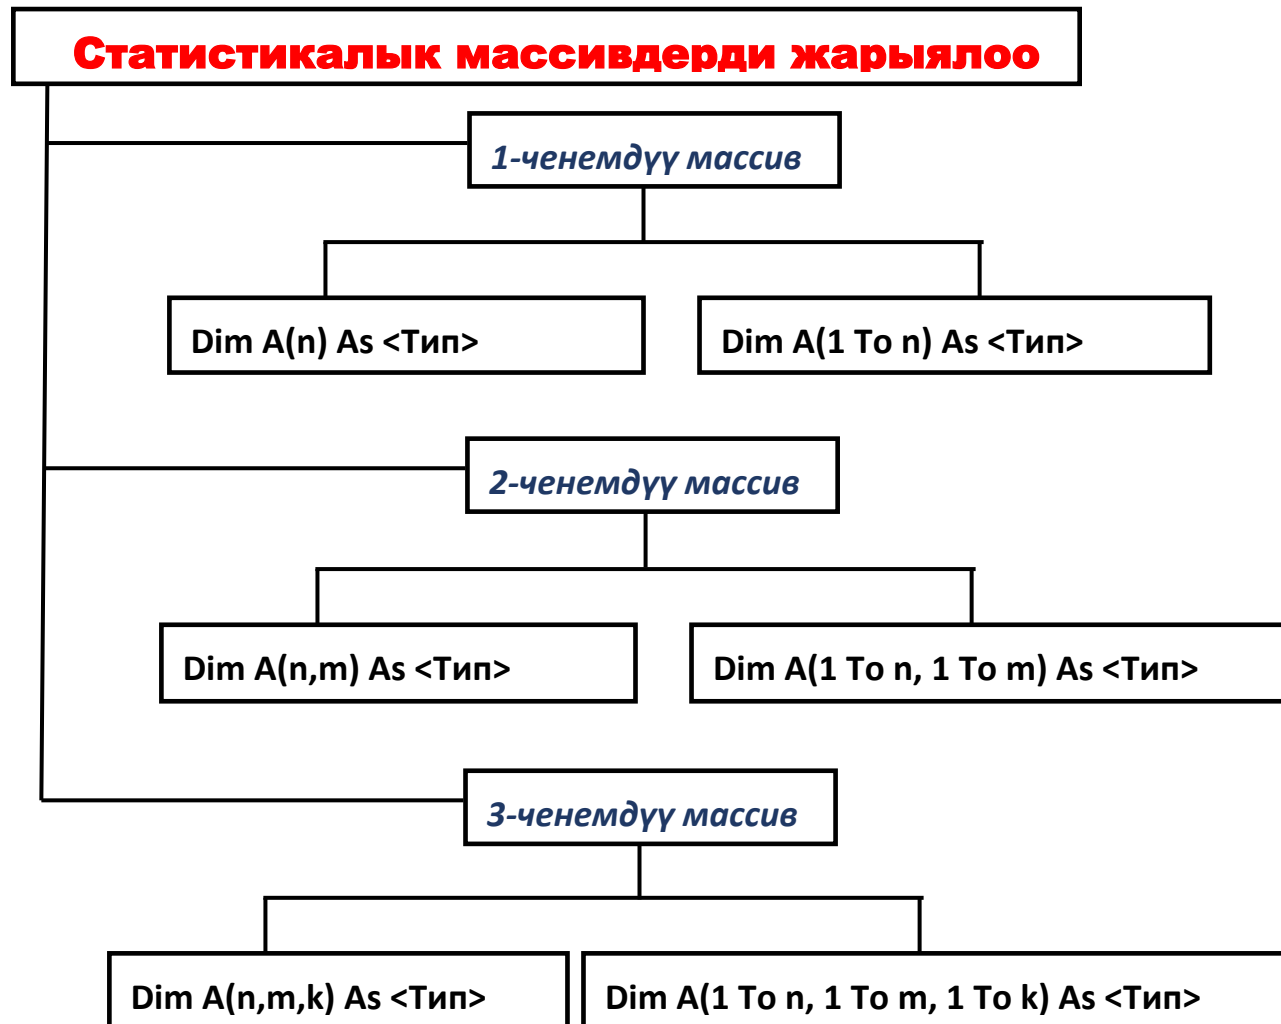 Статистикалык массивдерди жарыялоо
1-ченемдүү массив
Dim A(n) As <Тип>
Dim A(1 To n) As <Тип>
2-ченемдүү массив
Dim A(n,m) As <Тип>
Dim A(1 To n, 1 To m) As <Тип>
3-ченемдүү массив
Dim A(n,m,k) As <Тип>
Dim A(1 To n, 1 To m, 1 To k) As <Тип>